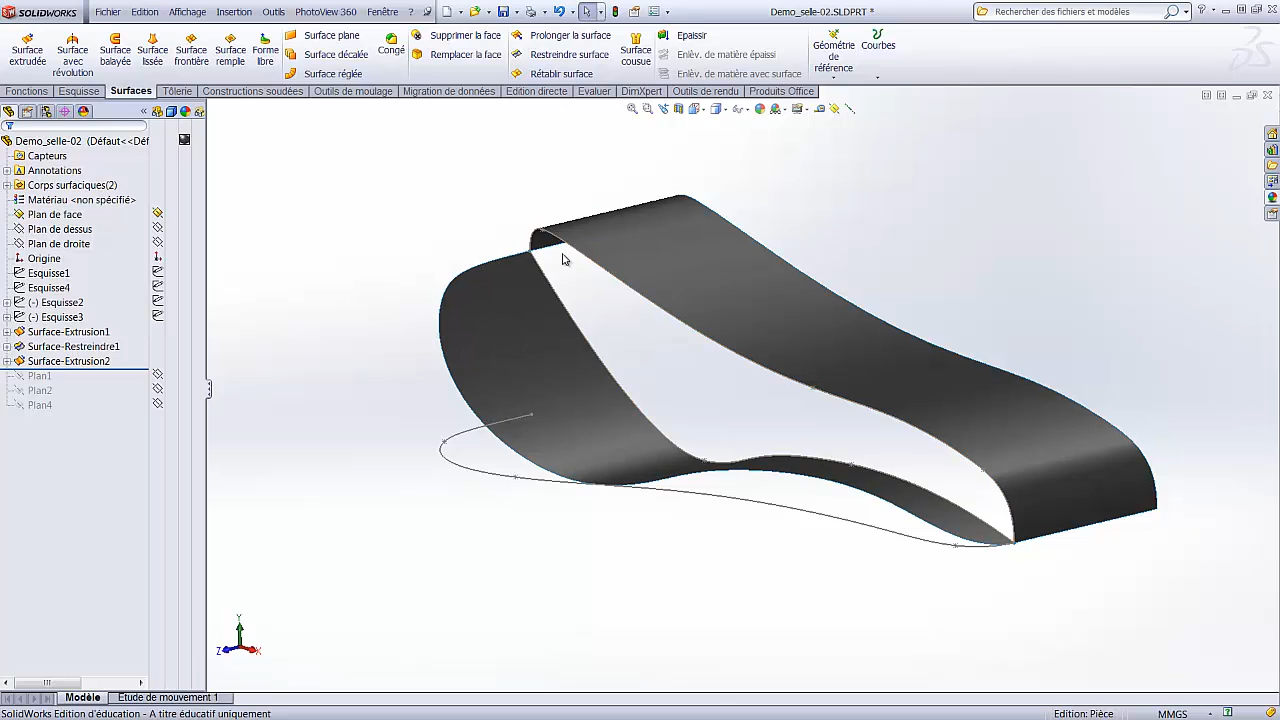 SOLIDWORKS Fichier Edition Affichage Insertion Outils PhotoView 360 Fenêtre ? Demo_selle-02.SLDPRT * Rechercher des fichiers et modèles ?
Surface extrudée
Surface avec révolution
Surface balayée
Surface lissée
Surface frontière
Surface remplie
Forme libre
Surface plane
Surface décalée
Surface réglée
Congé
Supprimer la face
Remplacer la face
Prolonger la surface
Restreindre surface
Rétablir surface
Surface cousue
Epaissir
Enlèv. de matière épaissi
Enlèv. de matière avec surface
Géométrie de référence
Courbes
Fonctions Esquisse Surfaces Tôlerie Constructions soudées Outils de moulage Migration de données Edition directe Evaluer DimXpert Outils de rendu Produits Office
Demo_selle-02 (Défaut<<Déf
Capteurs
Annotations
Corps surfaciques(2)
Matériau <non spécifié>
Plan de face
Plan de dessus
Plan de droite
Origine
Esquisse1
Esquisse4
(-) Esquisse2
(-) Esquisse3
Surface-Extrusion1
Surface-Restreindre1
Surface-Extrusion2
Plan1
Plan2
Plan4
Y
Z X
Modèle Etude de mouvement 1
SolidWorks Edition d'éducation - A titre éducatif uniquement Edition: Pièce MMGS